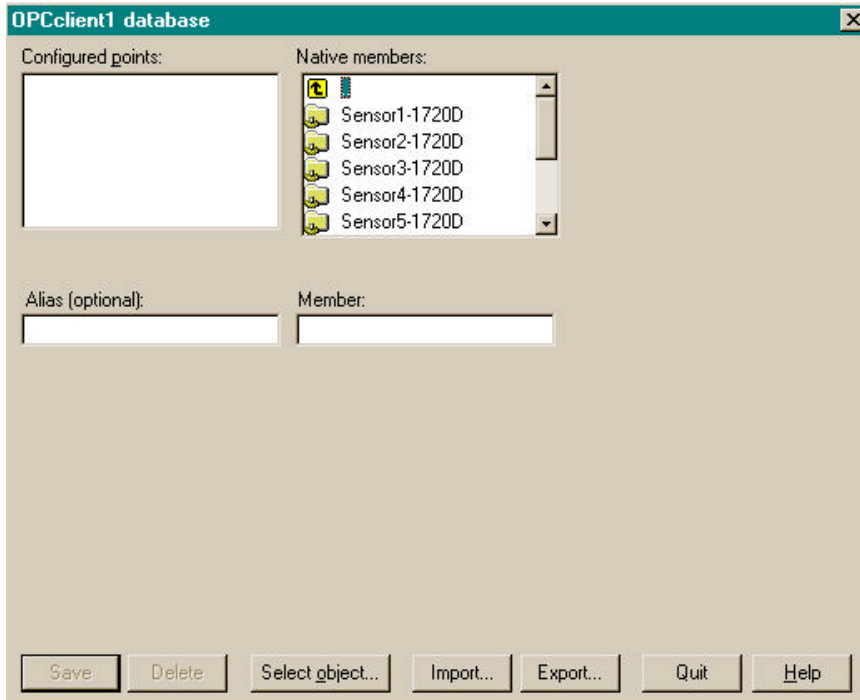 OPCclient1 database
Configured points:
Native members:
Sensor1-1720D
Sensor2-1720D
Sensor3-1720D
Sensor4-1720D
Sensor5-1720D
Alias (optional):
Member:
Save
Delete
Select object...
Import...
Export...
Quit
Help